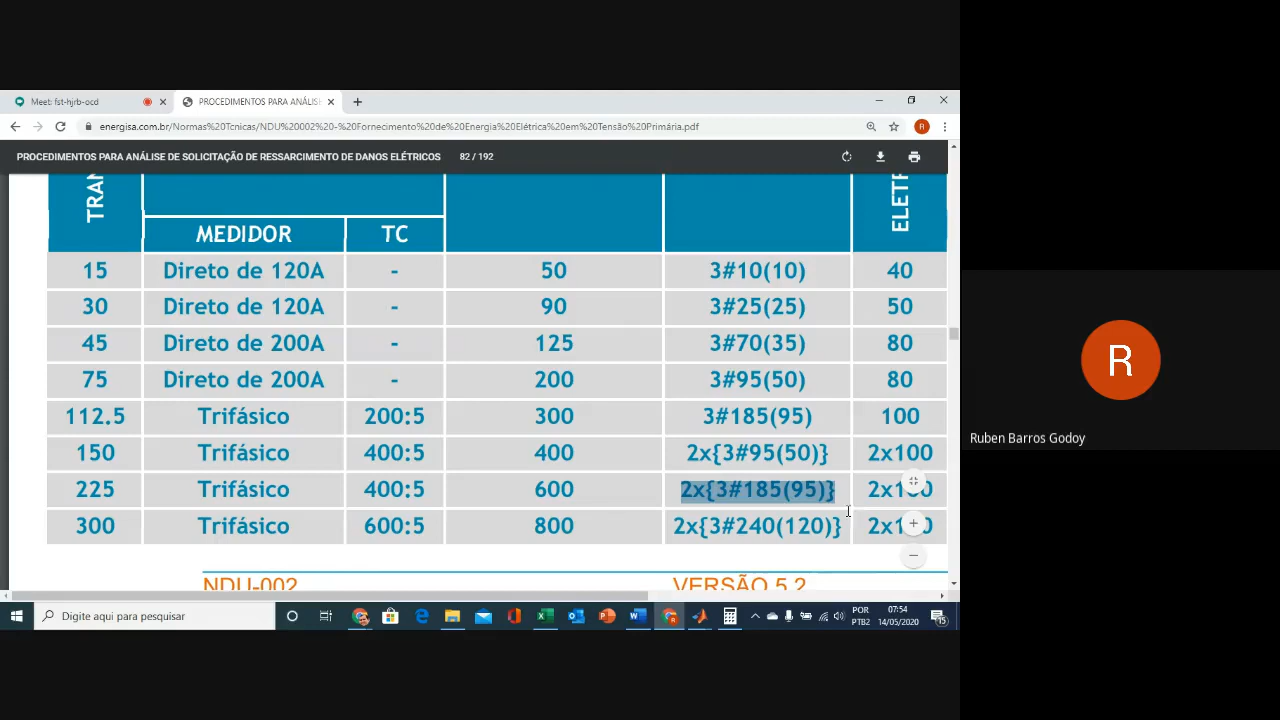 Meet: fst-hjrb-ocd
PROCEDIMENTOS PARA ANÁLIS
energisa.com.br/Normas%20Tcnicas/NDU%20002%20-%20Fornecimento%20de%20Energia%20Elétrica%20em%20Tensão%20Primária.pdf
R
PROCEDIMENTOS PARA ANÁLISE DE SOLICITAÇÃO DE RESSARCIMENTO DE DANOS ELÉTRICOS 82 / 192
TRAN
ELETR
MEDIDOR TC
15 Direto de 120A - 50 3#10(10) 40
30 Direto de 120A - 90 3#25(25) 50
45 Direto de 200A - 125 3#70(35) 80
75 Direto de 200A - 200 3#95(50) 80
112.5 Trifásico 200:5 300 3#185(95) 100
150 Trifásico 400:5 400 2x{3#95(50)} 2x100
225 Trifásico 400:5 600 2x{3#185(95)}
300 Trifásico 600:5 800 2x{3#240(120)}
NDU-002 VERSÃO 5.2
Digite aqui para pesquisar
POR
PTB2
07:54
14/05/2020
15
R
Ruben Barros Godoy